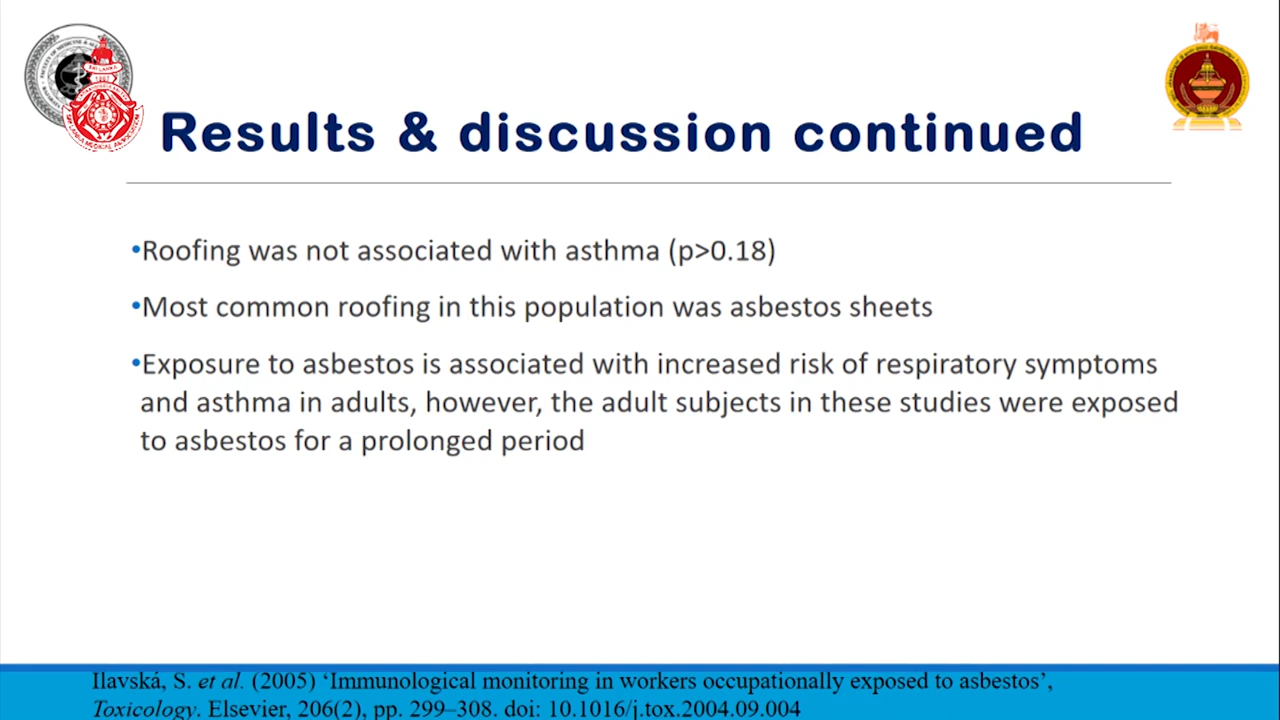 Results & discussion continued
•Roofing was not associated with asthma (p>0.18)
•Most common roofing in this population was asbestos sheets
•Exposure to asbestos is associated with increased risk of respiratory symptoms
and asthma in adults, however, the adult subjects in these studies were exposed
to asbestos for a prolonged period
Ilavská, S. et al. (2005) ‘Immunological monitoring in workers occupationally exposed to asbestos’,
Toxicology. Elsevier, 206(2), pp. 299–308. doi: 10.1016/j.tox.2004.09.004
SRI LANKA
1887